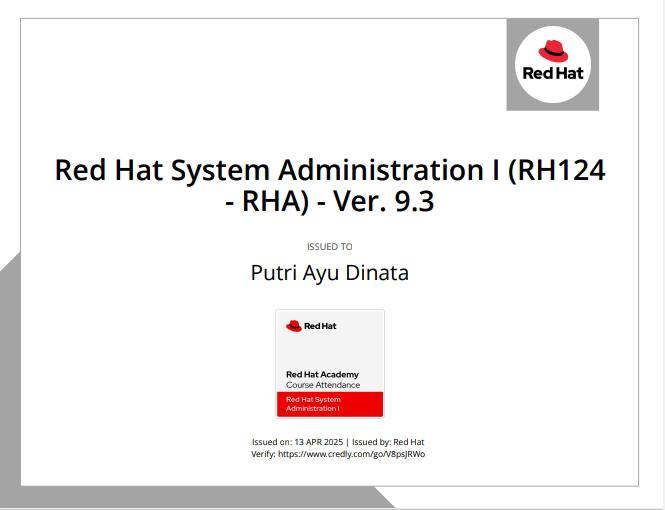 Red Hat
Red Hat System Administration I (RH124
- RHA) - Ver. 9.3
ISSUED TO
Putri Ayu Dinata
Red Hat
Red Hat Academy
Course Attendance
Red Hat System
Administration I
Issued on: 13 APR 2025 | Issued by: Red Hat
Verify: https://www.credly.com/go/V8psJRWo